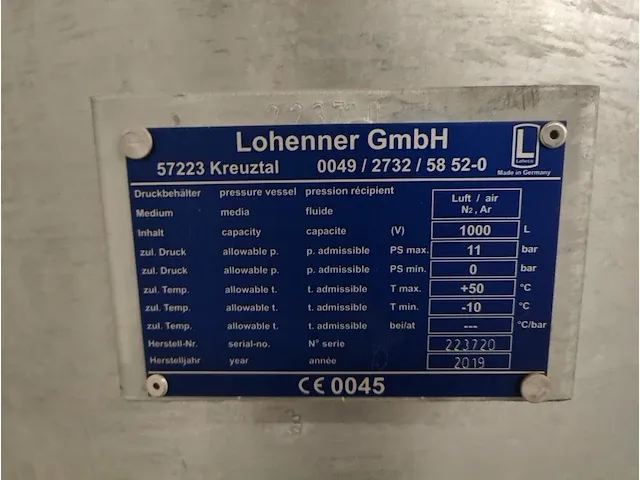 Lohenner GmbH
57223 Kreuztal 0049 / 2732 / 58 52-0
L
Made in Germany
Druckbehälter pressure vessel pression récipient
Luft / air
Medium media fluide N₂, Ar
Inhalt capacity capacite (V) 1000 L
zul. Druck allowable p. p. admissible PS max. 11 bar
zul. Druck allowable p. p. admissible PS min. 0 bar
zul. Temp. allowable t. t. admissible T max. +50 °C
zul. Temp. allowable t. t. admissible T min. -10 °C
zul. Temp. allowable t. t. admissible bei/at --- °C/bar
Herstell-Nr. serial-no. N° serie 223720
Herstelljahr year année 2019
CE 0045